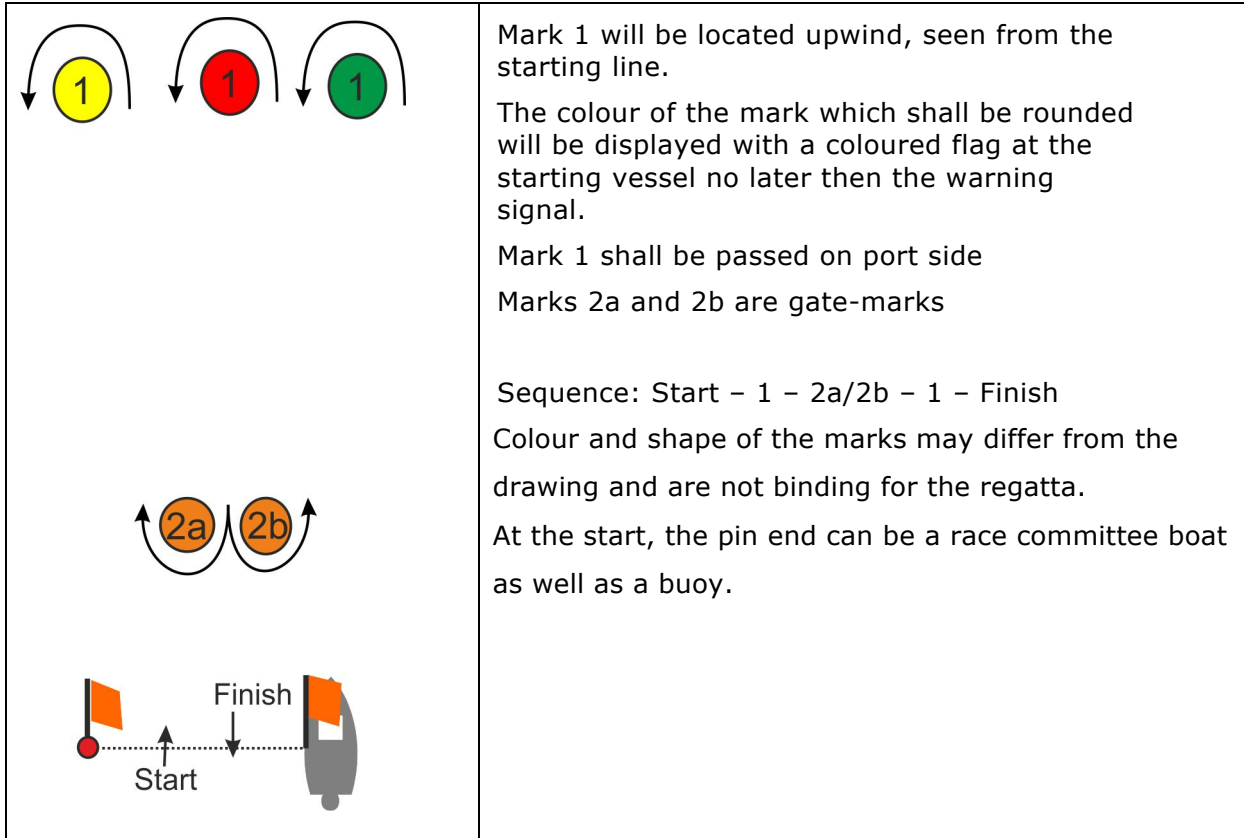 1 1 1
Mark 1 will be located upwind, seen from the
starting line.
The colour of the mark which shall be rounded
will be displayed with a coloured flag at the
starting vessel no later then the warning
signal.
Mark 1 shall be passed on port side
Marks 2a and 2b are gate-marks
Sequence: Start – 1 – 2a/2b – 1 – Finish
Colour and shape of the marks may differ from the
drawing and are not binding for the regatta.
At the start, the pin end can be a race committee boat
as well as a buoy.
2a 2b
Finish
Start